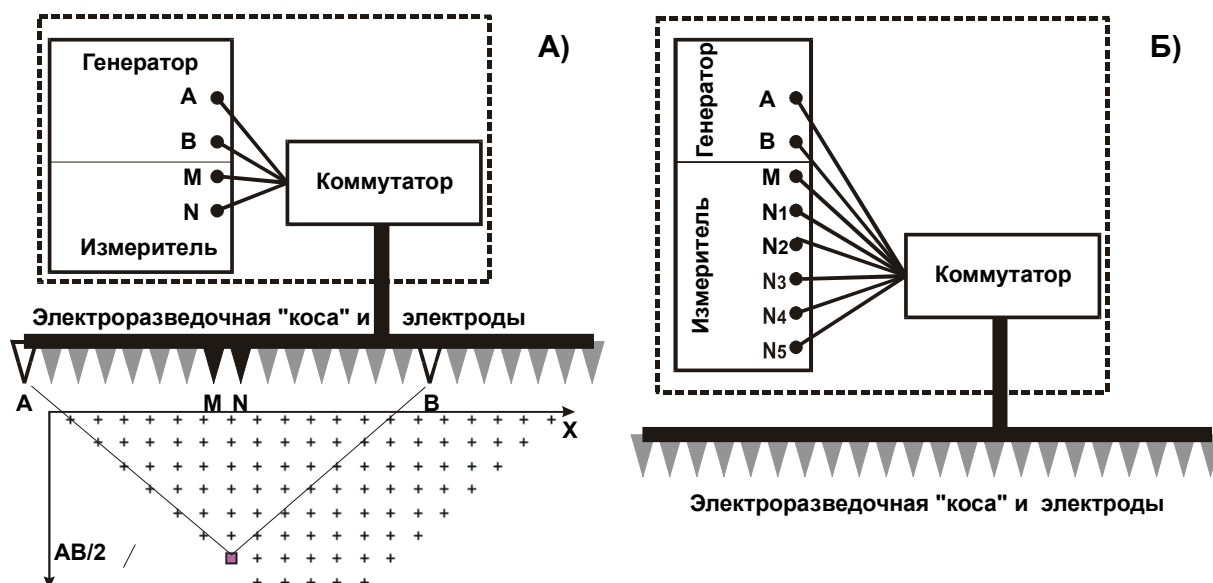 А)
Генератор
A
B
M
N
Измеритель
Коммутатор
Электроразведочная "коса" и электроды
A
M
N
B
X
AB/2
Б)
Генератор
A
B
M
N1
N2
N3
N4
N5
Измеритель
Коммутатор
Электроразведочная "коса" и электроды